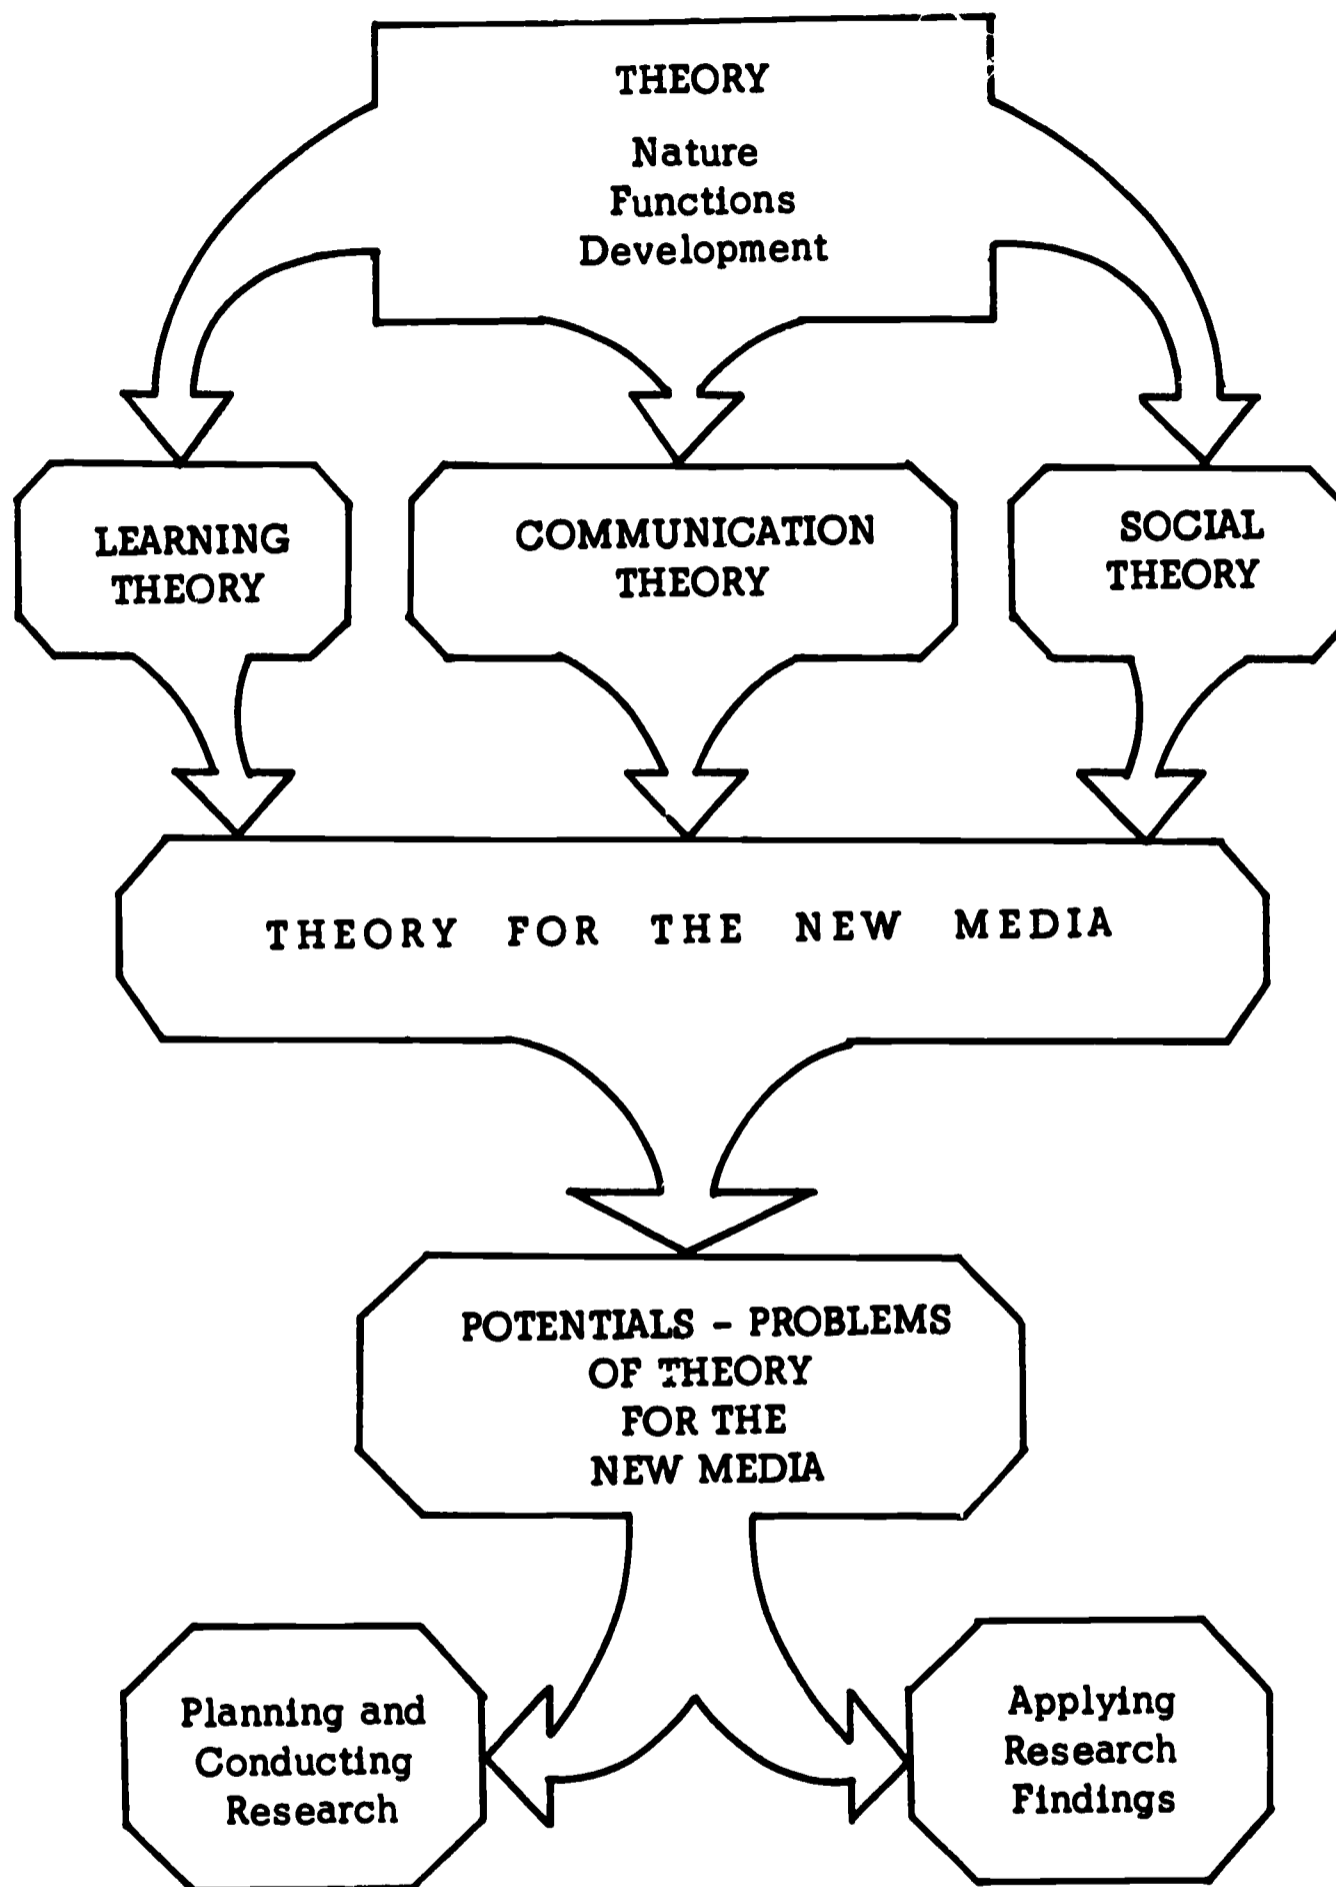 THEORY
Nature
Functions
Development
LEARNING
THEORY
COMMUNICATION
THEORY
SOCIAL
THEORY
THEORY FOR THE NEW MEDIA
POTENTIALS - PROBLEMS
OF THEORY
FOR THE
NEW MEDIA
Planning and
Conducting
Research
Applying
Research
Findings